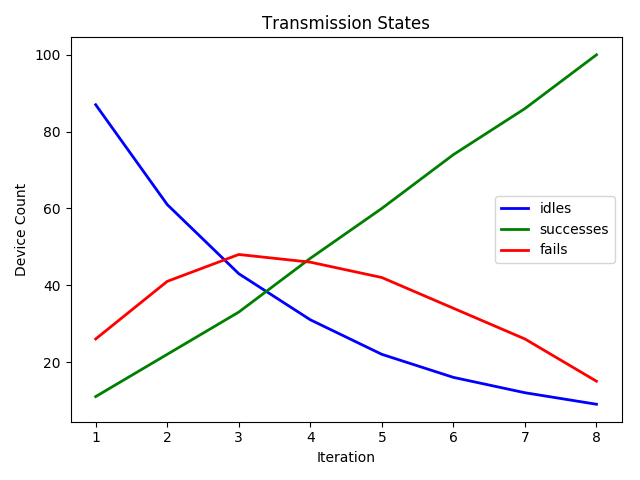 Transmission States
Device Count
100
80
60
40
20
idles
successes
fails
1 2 3 4 5 6 7 8
Iteration